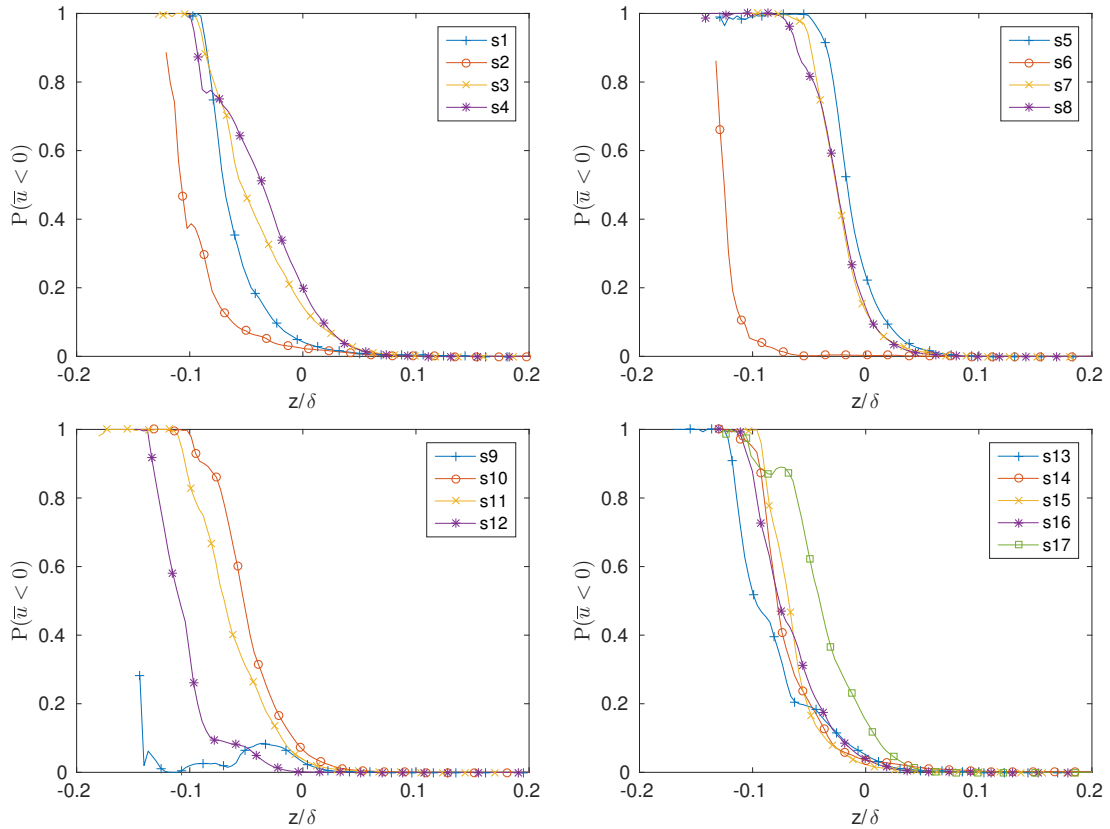 1
0.8
0.6
0.4
0.2
0
P(u̅ < 0)
-0.2 -0.1 0 0.1 0.2
z/δ
s1
s2
s3
s4
1
0.8
0.6
0.4
0.2
0
P(u̅ < 0)
-0.2 -0.1 0 0.1 0.2
z/δ
s5
s6
s7
s8
1
0.8
0.6
0.4
0.2
0
P(u̅ < 0)
-0.2 -0.1 0 0.1 0.2
z/δ
s9
s10
s11
s12
1
0.8
0.6
0.4
0.2
0
P(u̅ < 0)
-0.2 -0.1 0 0.1 0.2
z/δ
s13
s14
s15
s16
s17